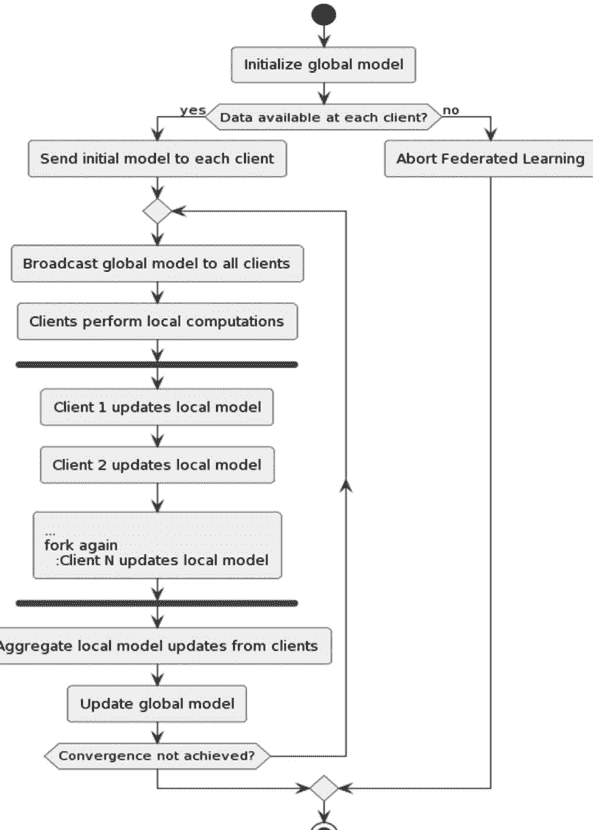 Initialize global model
yes
Data available at each client?
no
Send initial model to each client
Abort Federated Learning
Broadcast global model to all clients
Clients perform local computations
Client 1 updates local model
Client 2 updates local model
...
fork again
:Client N updates local model
Aggregate local model updates from clients
Update global model
Convergence not achieved?